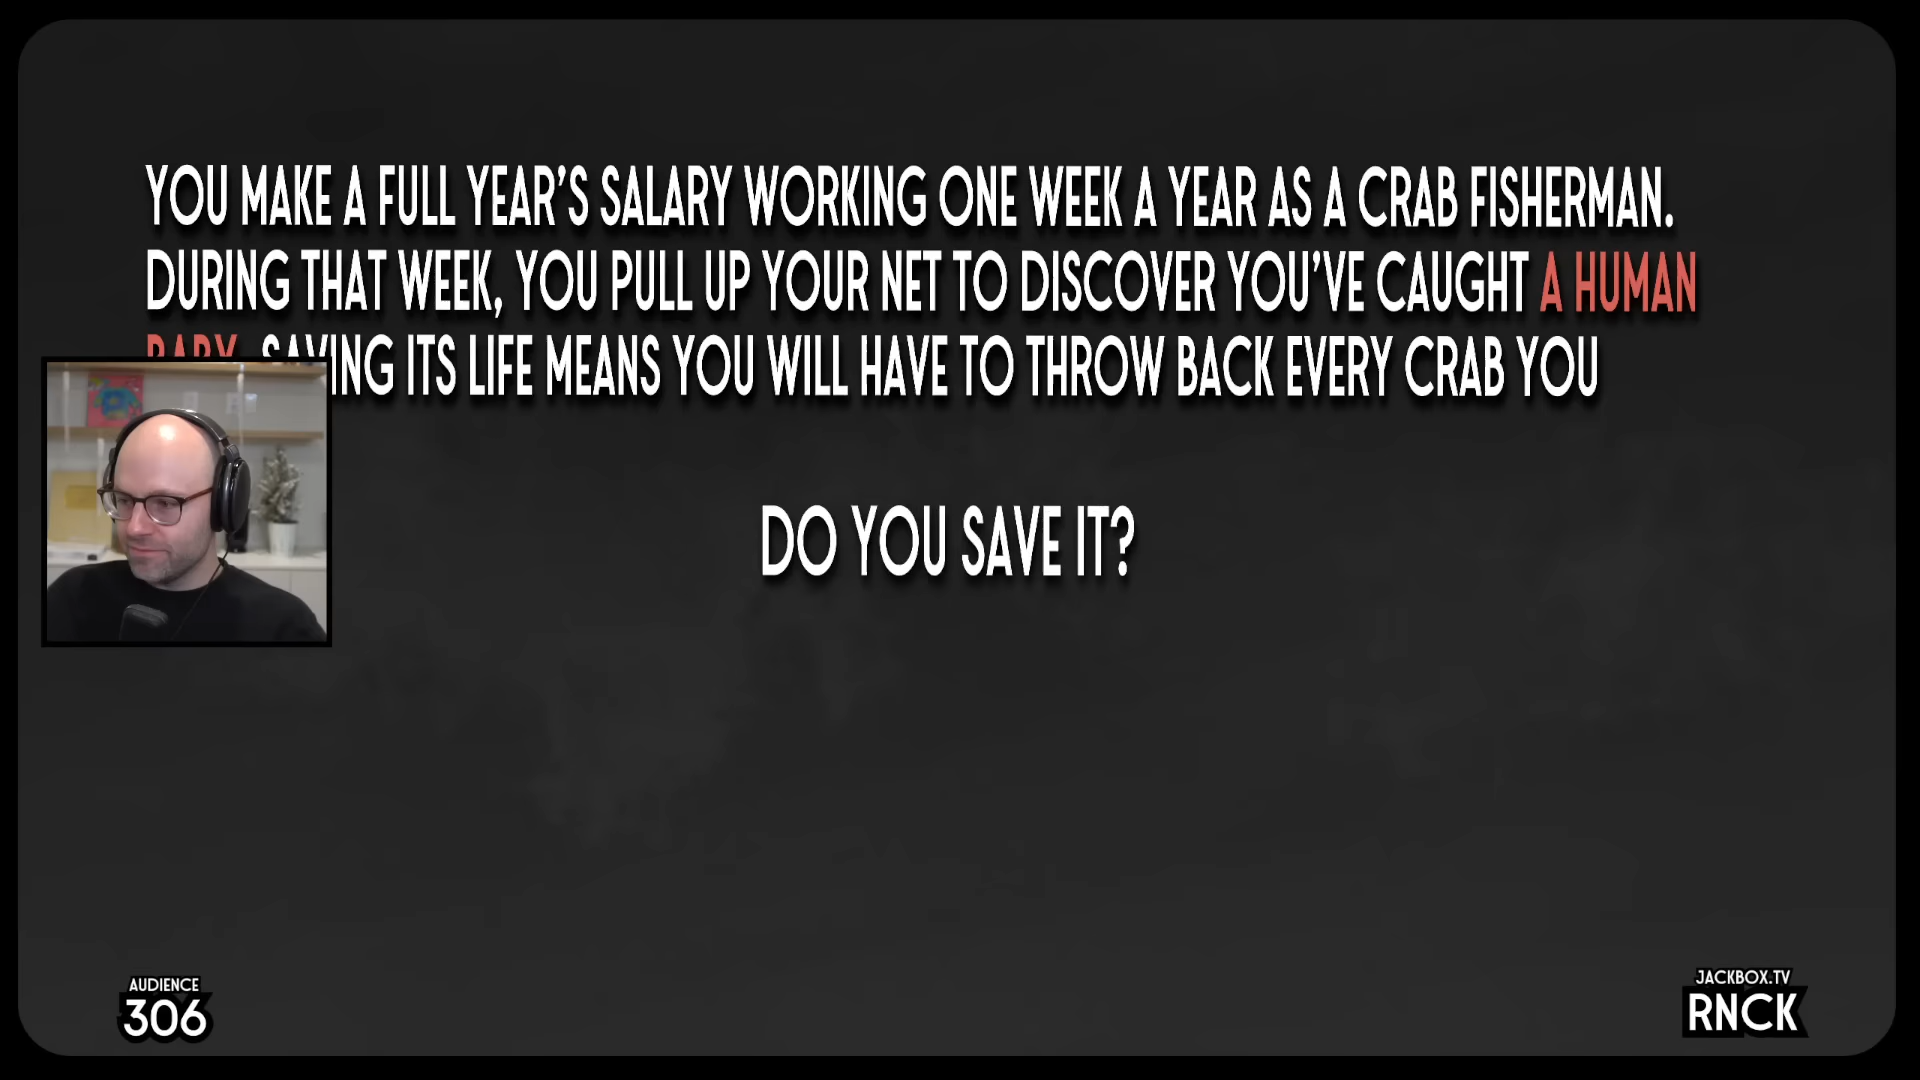 YOU MAKE A FULL YEAR'S SALARY WORKING ONE WEEK A YEAR AS A CRAB FISHERMAN.
DURING THAT WEEK, YOU PULL UP YOUR NET TO DISCOVER YOU'VE CAUGHT A HUMAN
BABY. SAVING ITS LIFE MEANS YOU WILL HAVE TO THROW BACK EVERY CRAB YOU
DO YOU SAVE IT?
AUDIENCE
306
JACKBOX.TV
RNCK